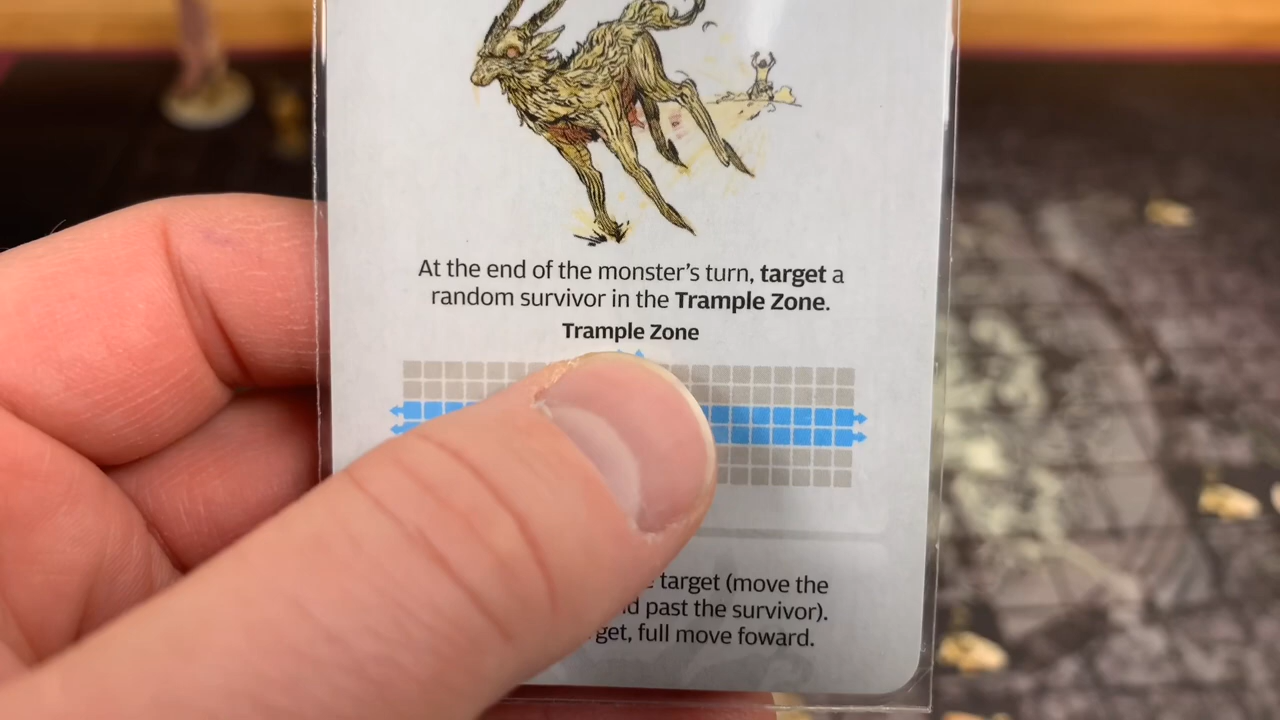 At the end of the monster's turn, target a
random survivor in the Trample Zone.
Trample Zone
target (move the
past the survivor).
full move foward.